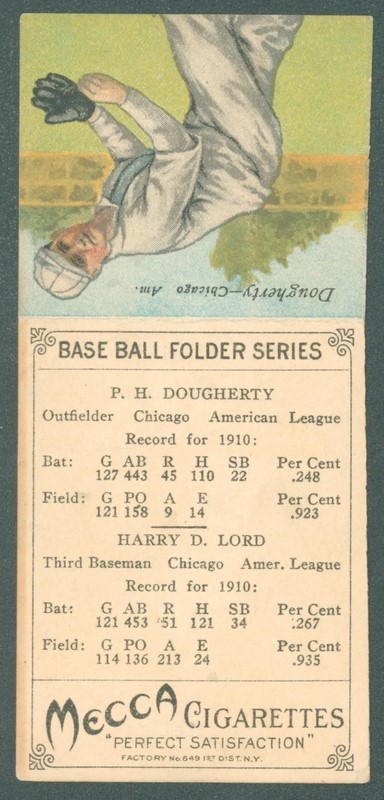 Dougherty—Chicago Am.
BASE BALL FOLDER SERIES
P. H. DOUGHERTY
Outfielder Chicago American League
Record for 1910:
Bat: G AB R H SB Per Cent
127 443 45 110 22 .248
Field: G PO A E Per Cent
121 158 9 14 .923
HARRY D. LORD
Third Baseman Chicago Amer. League
Record for 1910:
Bat: G AB R H SB Per Cent
121 453 51 121 34 .267
Field: G PO A E Per Cent
114 136 213 24 .935
MECCA CIGARETTES
"PERFECT SATISFACTION"
FACTORY No. 649 1ST DIST. N.Y.